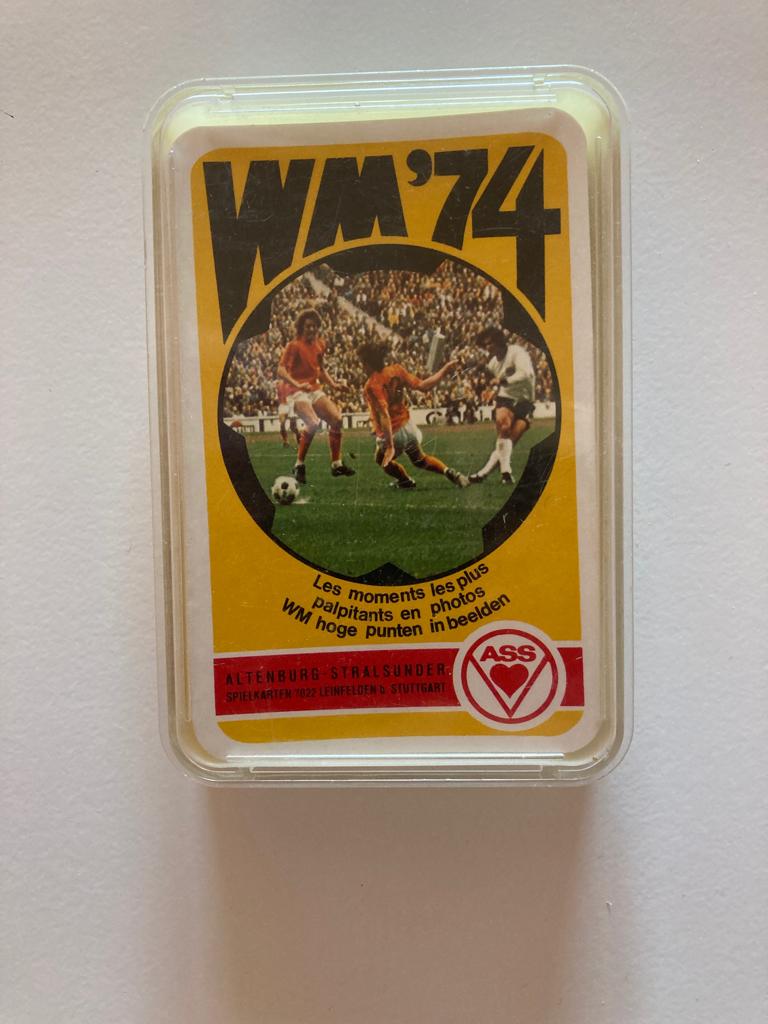 WM'74
Les moments les plus
palpitants en photos
WM hoge punten in beelden
ALTENBURG-STRALSUNDER
SPIELKARTEN 7022 LEINFELDEN b. STUTTGART
ASS